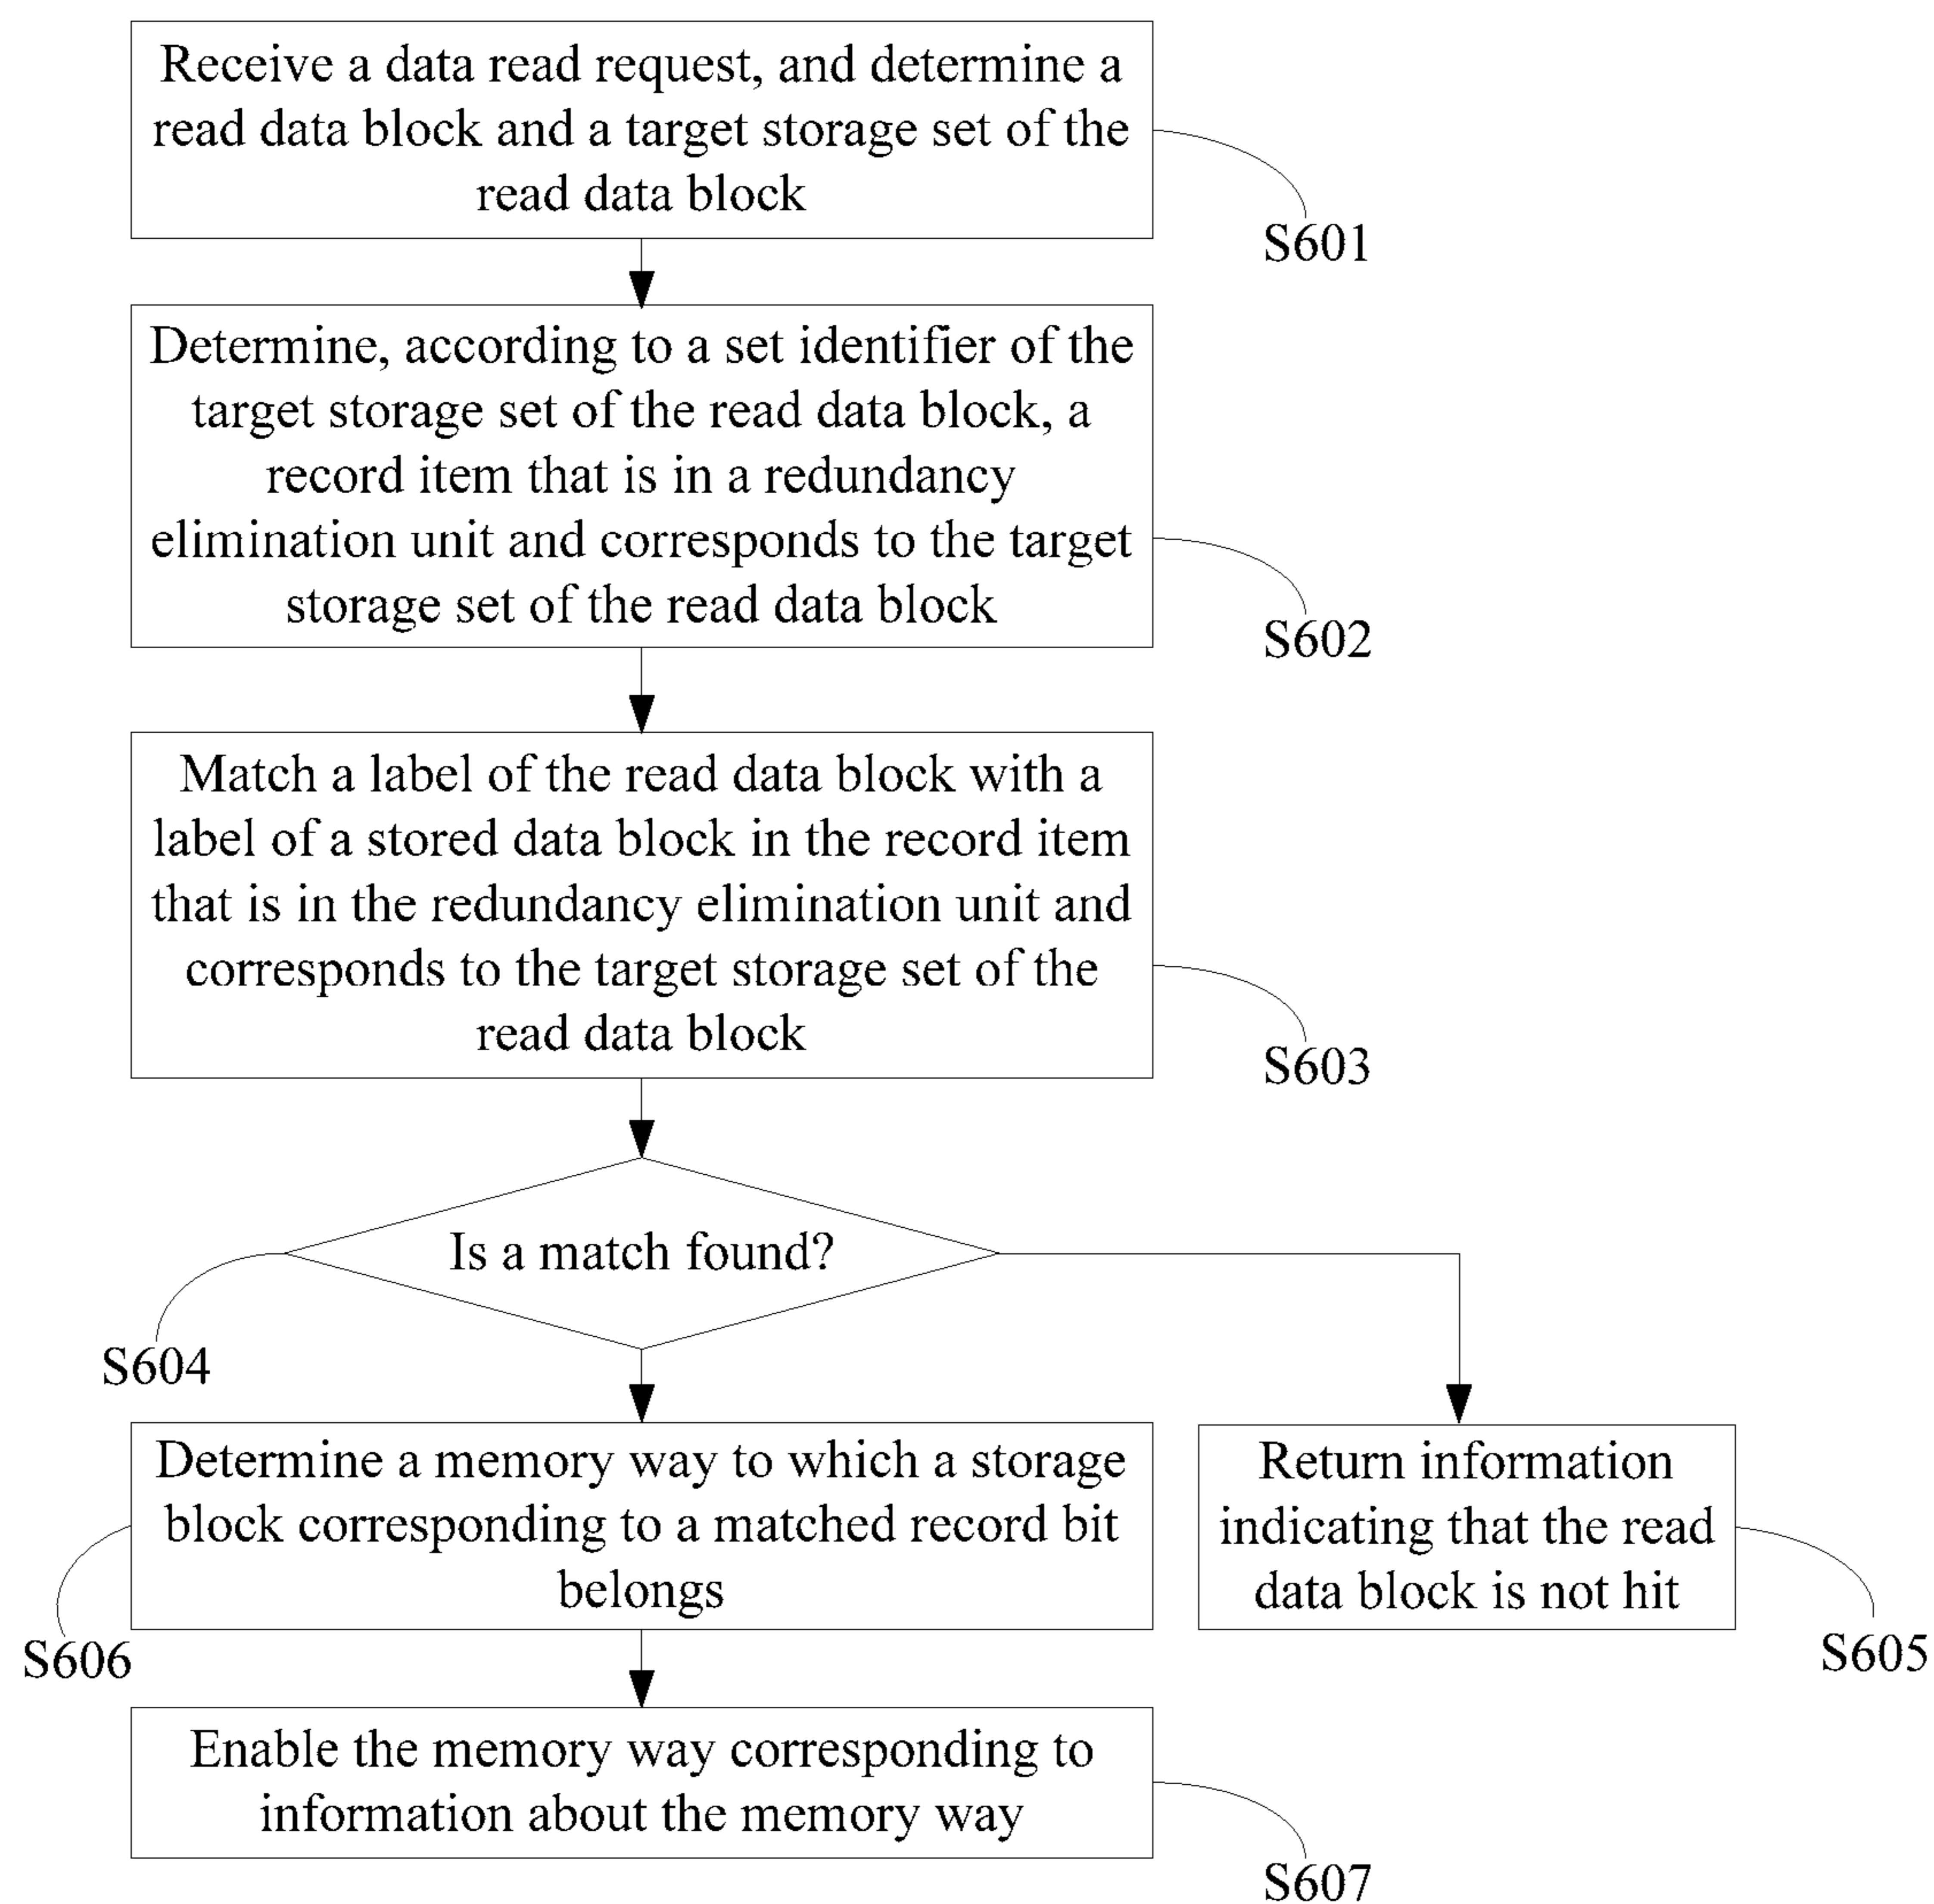 Receive a data read request, and determine a
read data block and a target storage set of the
read data block
S601
Determine, according to a set identifier of the
target storage set of the read data block, a
record item that is in a redundancy
elimination unit and corresponds to the target
storage set of the read data block
S602
Match a label of the read data block with a
label of a stored data block in the record item
that is in the redundancy elimination unit and
corresponds to the target storage set of the
read data block
S603
Is a match found?
S604
Determine a memory way to which a storage
block corresponding to a matched record bit
belongs
S606
Return information
indicating that the read
data block is not hit
S605
Enable the memory way corresponding to
information about the memory way
S607